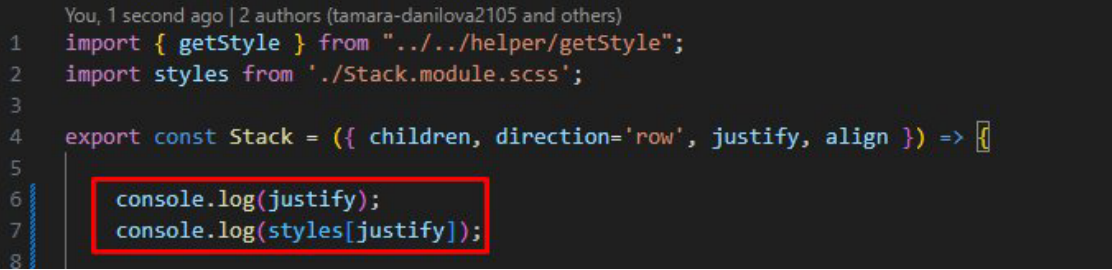 You, 1 second ago | 2 authors (tamara-danilova2105 and others)
1 import { getStyle } from "../../helper/getStyle";
2 import styles from './Stack.module.scss';
3
4 export const Stack = ({ children, direction='row', justify, align }) => {
5
6 console.log(justify);
7 console.log(styles[justify]);
8